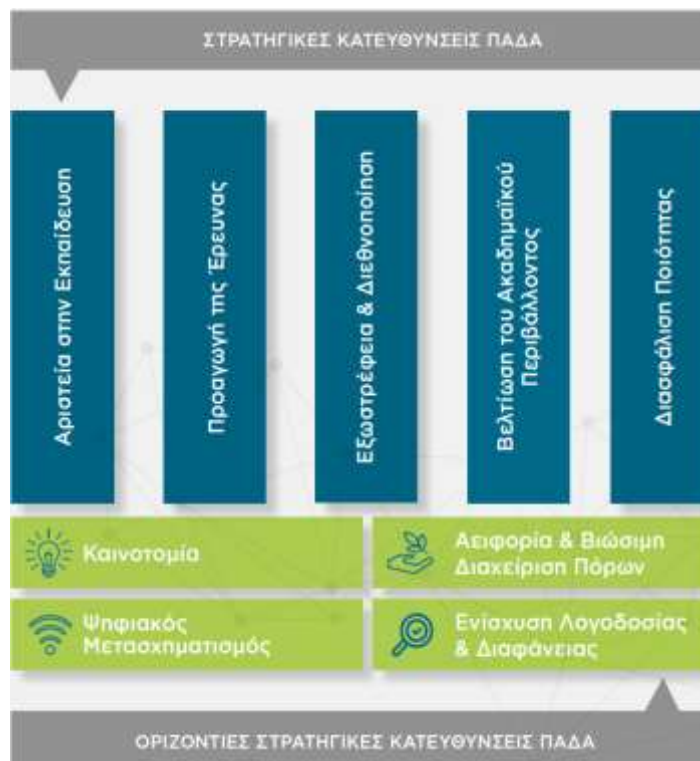 ΣΤΡΑΤΗΓΙΚΕΣ ΚΑΤΕΥΘΥΝΣΕΙΣ ΠΑΔΑ
Αριστεία στην Εκπαίδευση
Προαγωγή της Έρευνας
Εξωστρέφεια & Διεθνοποίηση
Βελτίωση του Ακαδημαϊκού
Περιβάλλοντος
Διασφάλιση Ποιότητας
Καινοτομία
Αειφορία & Βιώσιμη
Διαχείριση Πόρων
Ψηφιακός
Μετασχηματισμός
Ενίσχυση Λογοδοσίας
& Διαφάνειας
ΟΡΙΖΟΝΤΙΕΣ ΣΤΡΑΤΗΓΙΚΕΣ ΚΑΤΕΥΘΥΝΣΕΙΣ ΠΑΔΑ